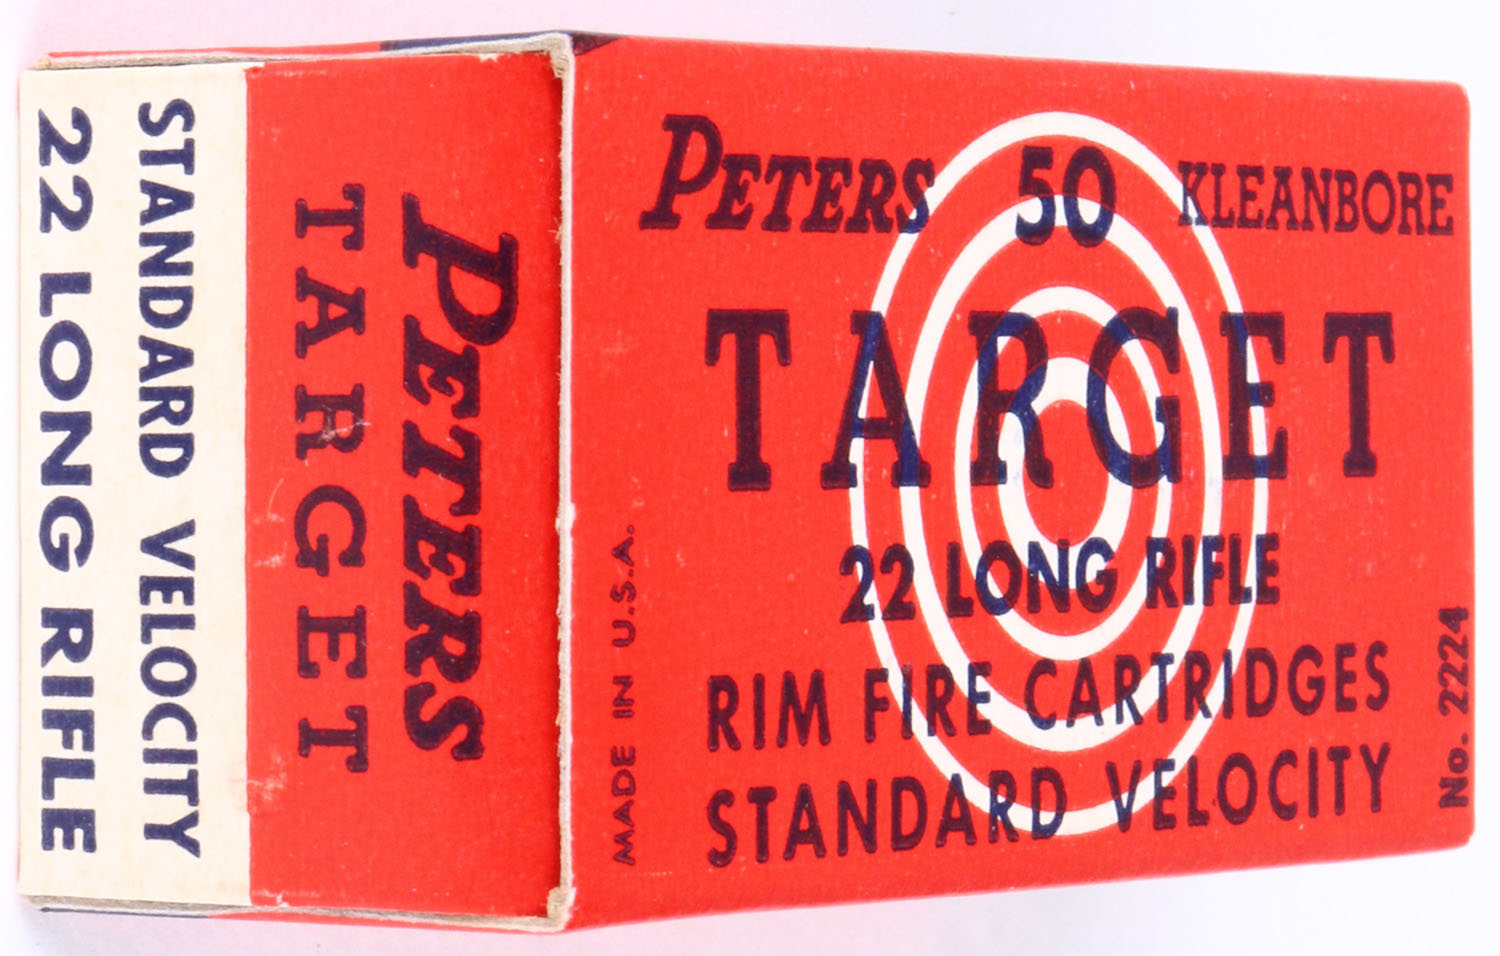 PETERS 50 KLEANBORE
TARGET
22 LONG RIFLE
RIM FIRE CARTRIDGES
STANDARD VELOCITY
MADE IN U.S.A.
No. 2224
PETERS
TARGET
STANDARD VELOCITY
22 LONG RIFLE